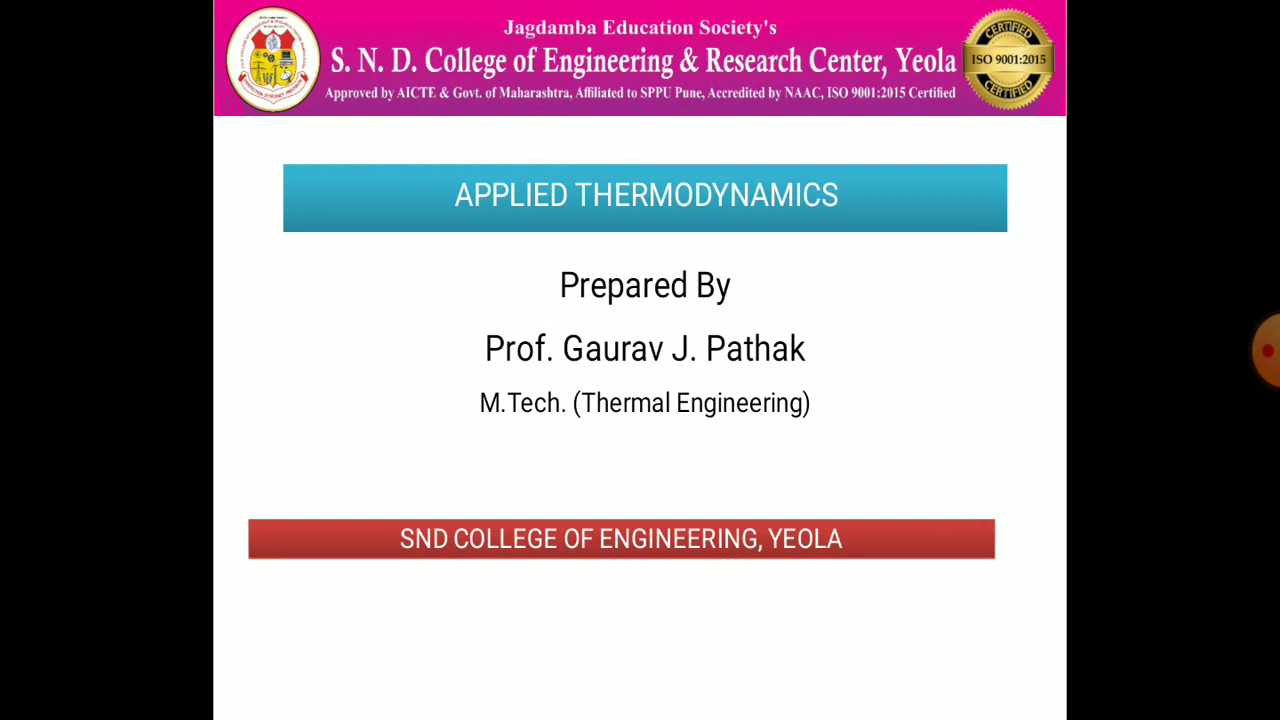 Jagdamba Education Society's
S. N. D. College of Engineering & Research Center, Yeola
Approved by AICTE & Govt. of Maharashtra, Affiliated to SPPU Pune, Accredited by NAAC, ISO 9001:2015 Certified
CERTIFIED
ISO 9001:2015
CERTIFIED
APPLIED THERMODYNAMICS
Prepared By
Prof. Gaurav J. Pathak
M.Tech. (Thermal Engineering)
SND COLLEGE OF ENGINEERING, YEOLA